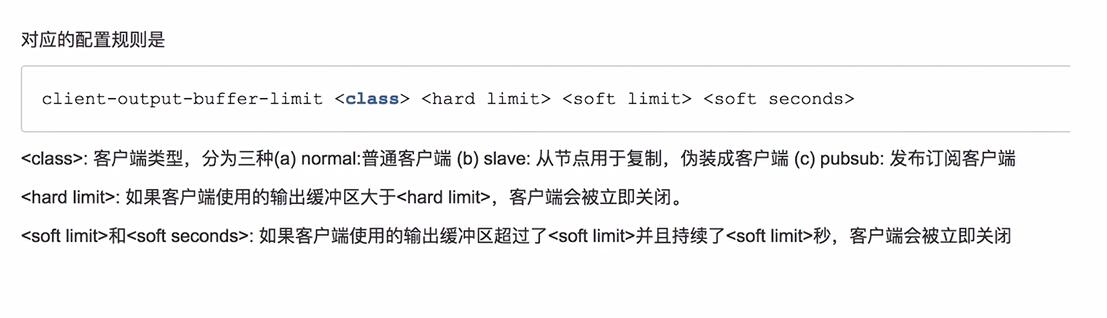 对应的配置规则是
client-output-buffer-limit <class> <hard limit> <soft limit> <soft seconds>
<class>: 客户端类型，分为三种(a) normal:普通客户端 (b) slave: 从节点用于复制，伪装成客户端 (c) pubsub: 发布订阅客户端
<hard limit>: 如果客户端使用的输出缓冲区大于<hard limit>，客户端会被立即关闭。
<soft limit>和<soft seconds>: 如果客户端使用的输出缓冲区超过了<soft limit>并且持续了<soft limit>秒，客户端会被立即关闭